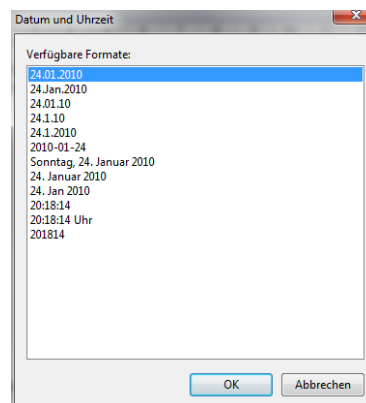 Datum und Uhrzeit
Verfügbare Formate:
24.01.2010
24.Jan.2010
24.01.10
24.1.10
24.1.2010
2010-01-24
Sonntag, 24. Januar 2010
24. Januar 2010
24. Jan 2010
20:18:14
20:18:14 Uhr
201814
OK
Abbrechen